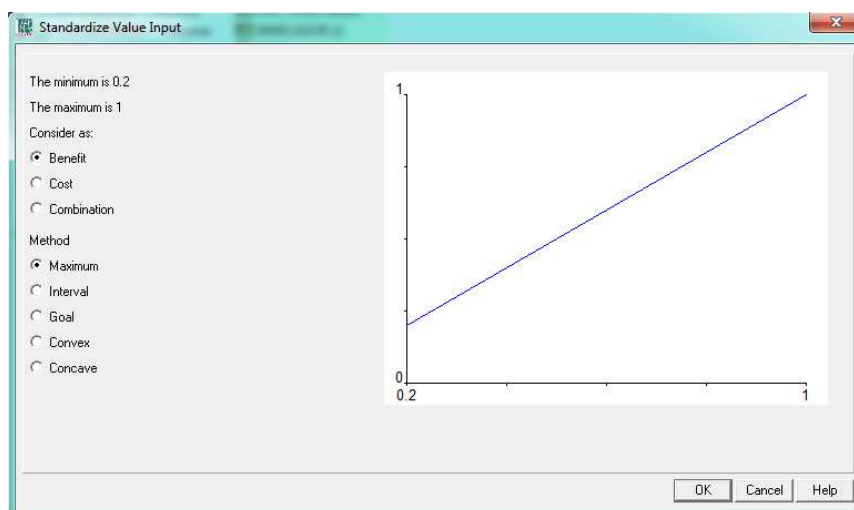 Standardize Value Input
The minimum is 0.2
The maximum is 1
Consider as:
Benefit
Cost
Combination
Method
Maximum
Interval
Goal
Convex
Concave
1
0
0.2
1
OK
Cancel
Help